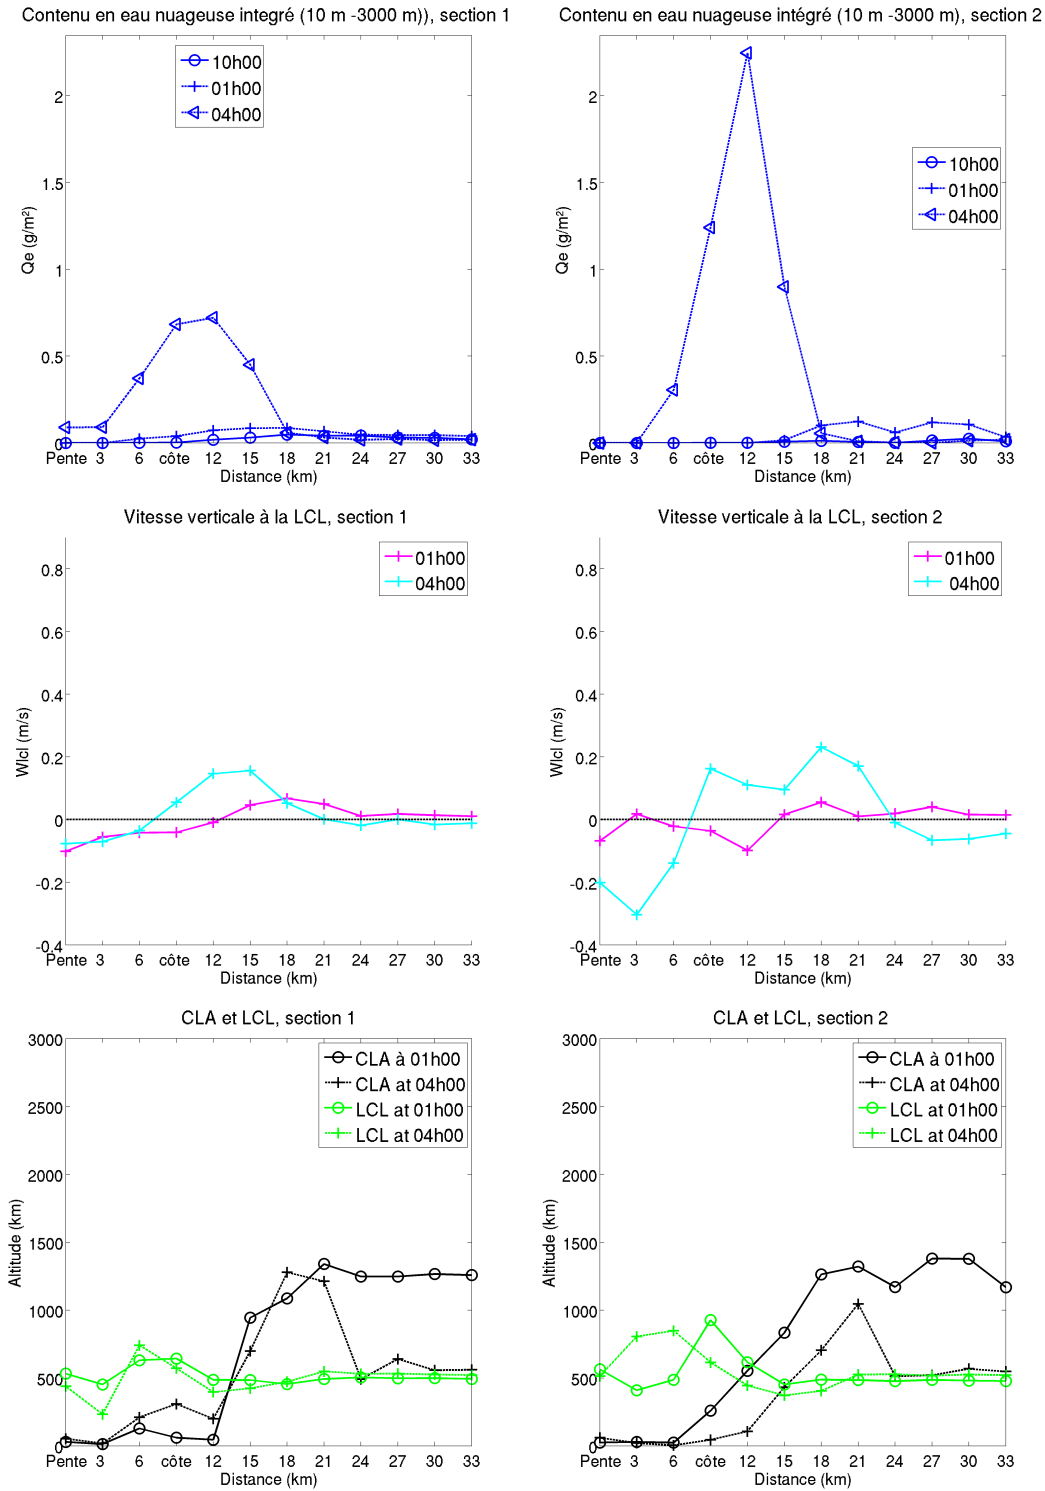 Contenu en eau nuageuse integré (10 m -3000 m)), section 1
10h00
01h00
04h00
2
1.5
1
0.5
0
Qe (g/m²)
Pente 3 6 côte 12 15 18 21 24 27 30 33
Distance (km)
Contenu en eau nuageuse intégré (10 m -3000 m), section 2
10h00
01h00
04h00
2
1.5
1
0.5
0
Qe (g/m²)
Pente 3 6 côte 12 15 18 21 24 27 30 33
Distance (km)
Vitesse verticale à la LCL, section 1
01h00
04h00
0.8
0.6
0.4
0.2
0
-0.2
-0.4
Wlcl (m/s)
Pente 3 6 côte 12 15 18 21 24 27 30 33
Distance (km)
Vitesse verticale à la LCL, section 2
01h00
04h00
0.8
0.6
0.4
0.2
0
-0.2
-0.4
Wlcl (m/s)
Pente 3 6 côte 12 15 18 21 24 27 30 33
Distance (km)
CLA et LCL, section 1
CLA à 01h00
CLA at 04h00
LCL at 01h00
LCL at 04h00
3000
2500
2000
1500
1000
500
0
Altitude (km)
Pente 3 6 côte 12 15 18 21 24 27 30 33
Distance (km)
CLA et LCL, section 2
CLA à 01h00
CLA at 04h00
LCL at 01h00
LCL at 04h00
3000
2500
2000
1500
1000
500
0
Altitude (km)
Pente 3 6 côte 12 15 18 21 24 27 30 33
Distance (km)